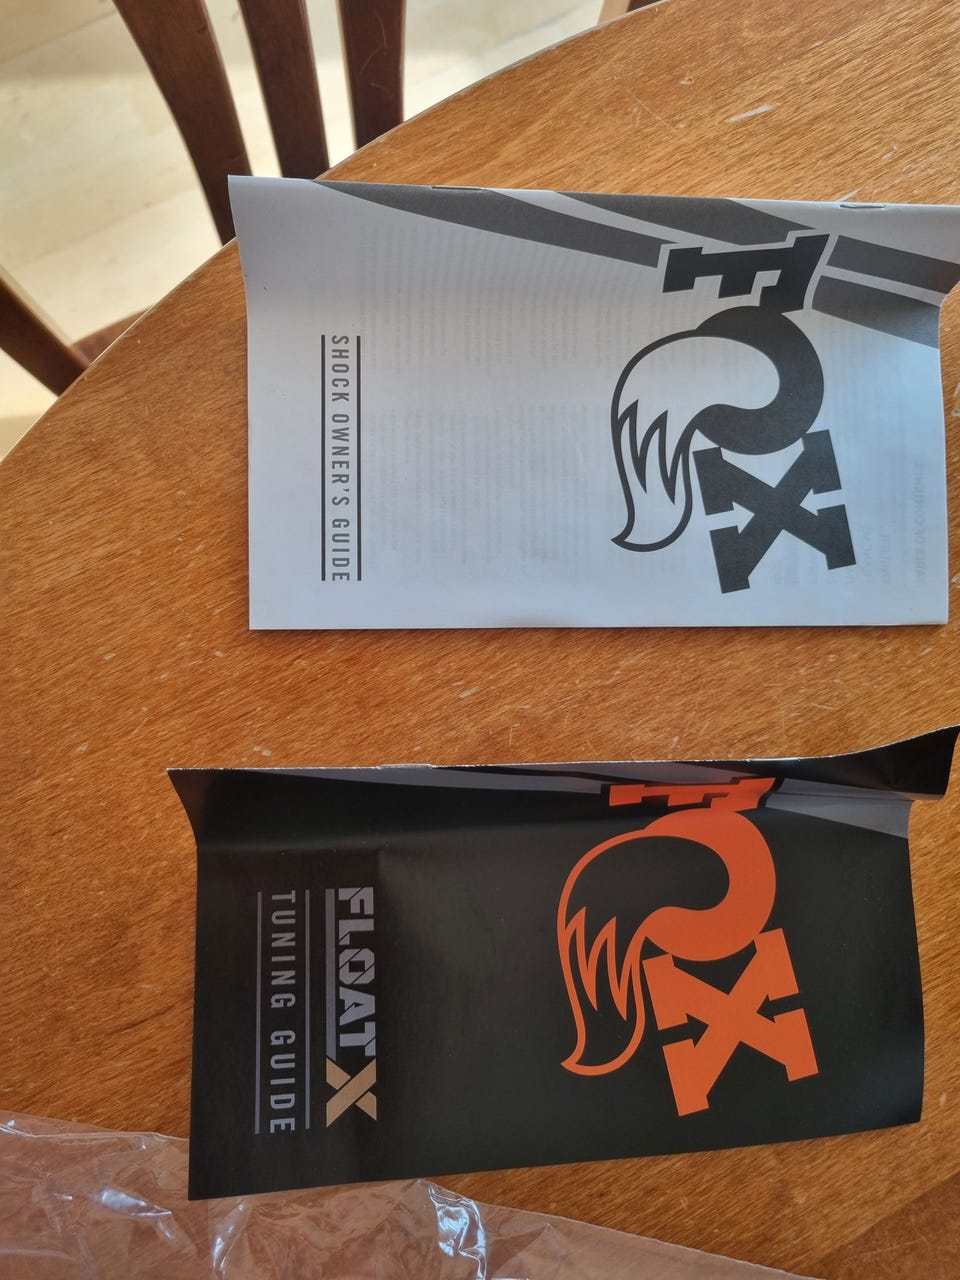 FOX
SHOCK OWNER'S GUIDE
FOX
FLOAT X
TUNING GUIDE